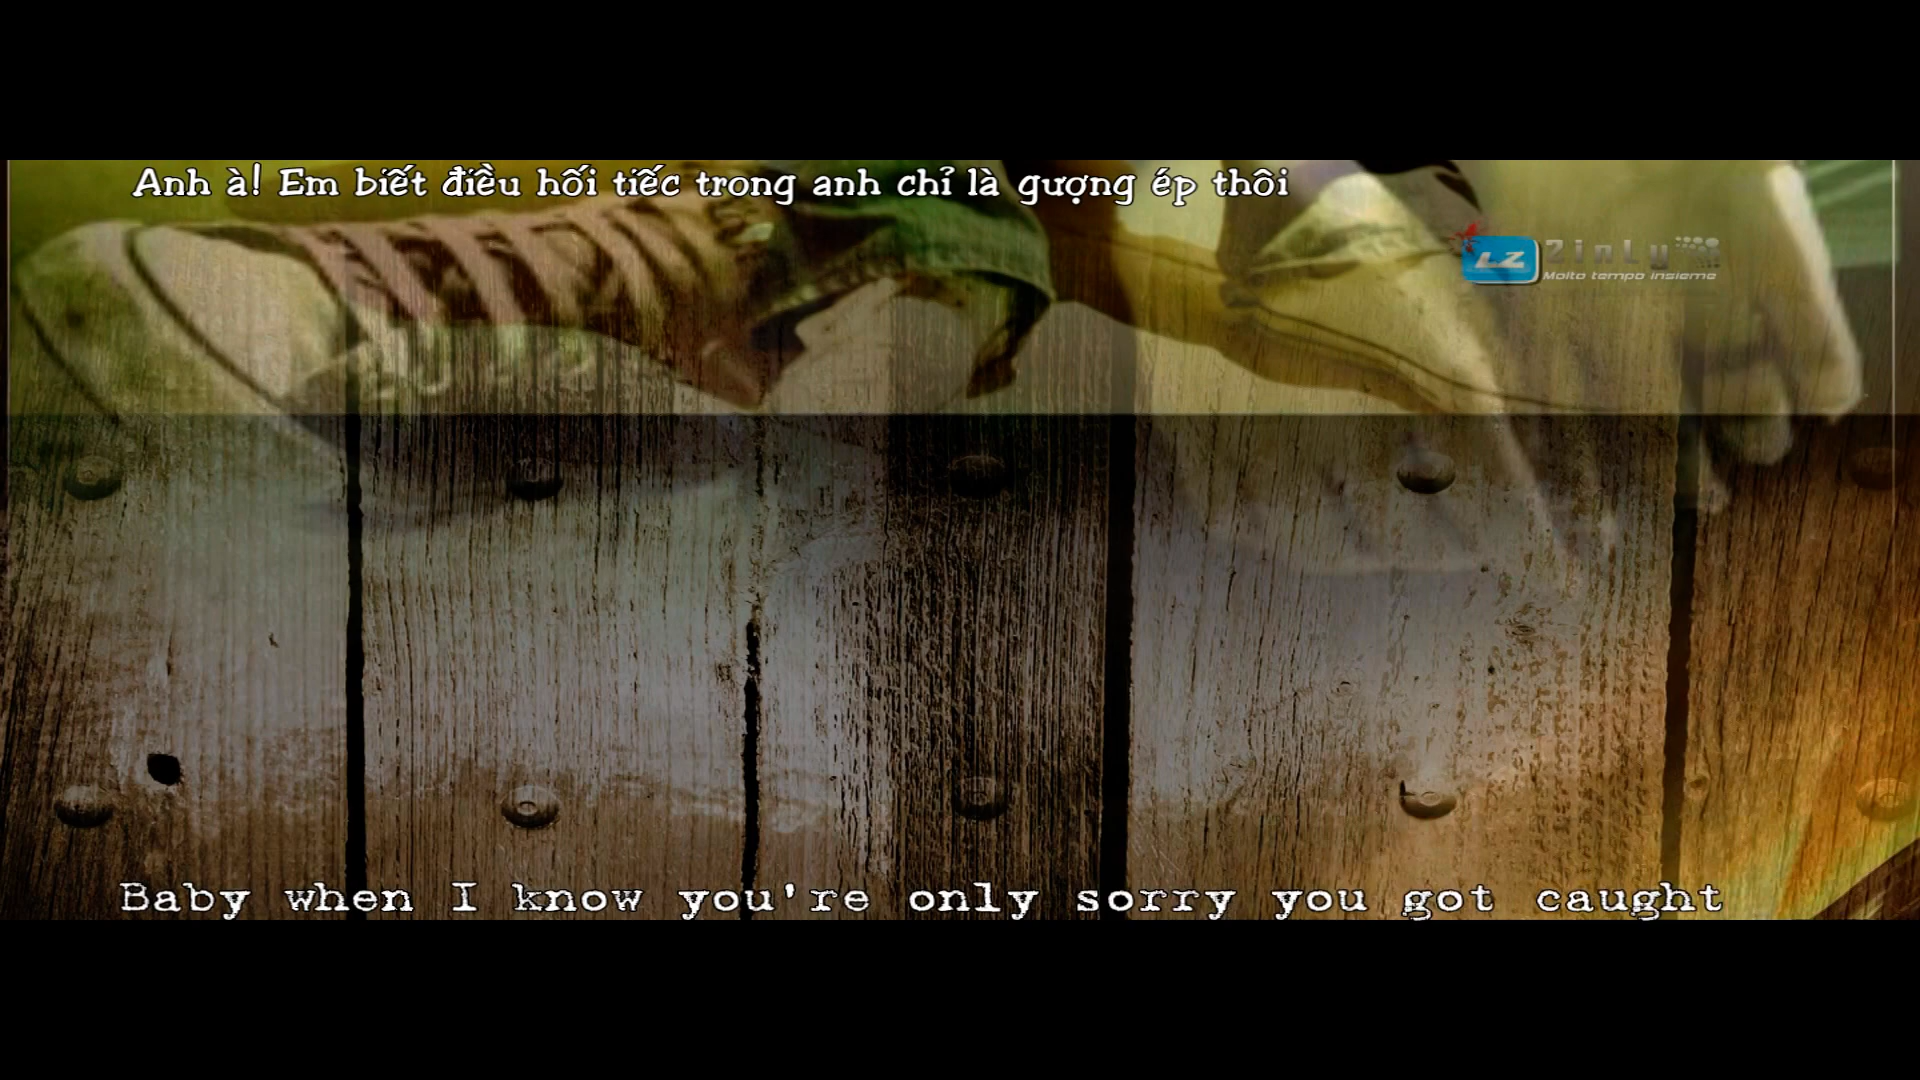 Anh à! Em biết điều hối tiếc trong anh chỉ là gượng ép thôi
LZ 2inLy
Molto tempo insieme
Baby when I know you're only sorry you got caught